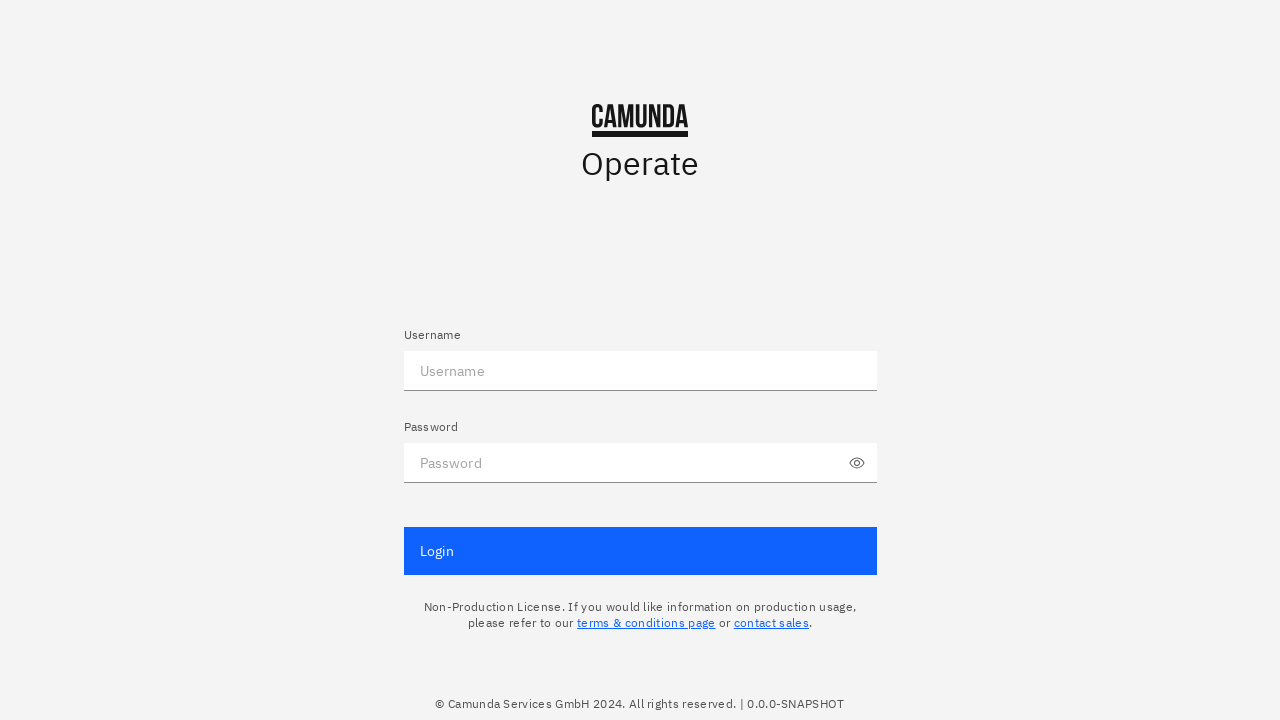 CAMUNDA
Operate
Username
Username
Password
Password
Login
Non-Production License. If you would like information on production usage,
please refer to our terms & conditions page or contact sales.
© Camunda Services GmbH 2024. All rights reserved. | 0.0.0-SNAPSHOT